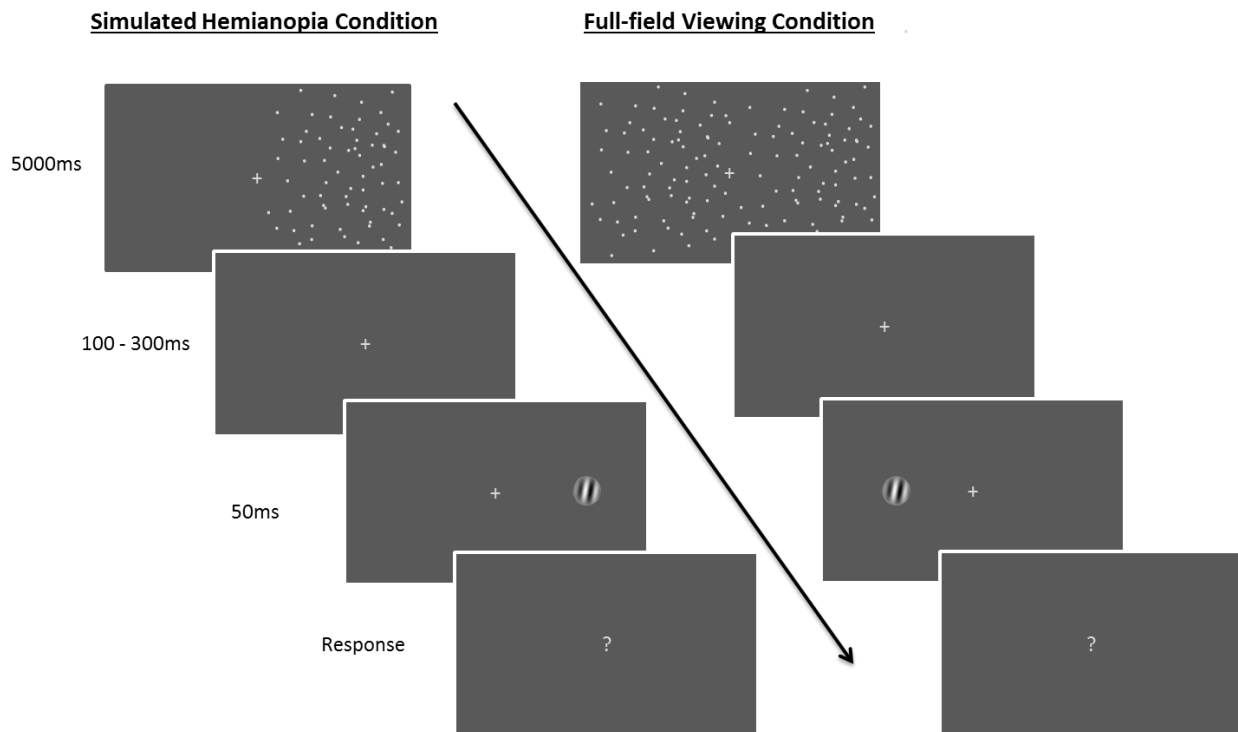 Simulated Hemianopia Condition
Full-field Viewing Condition
5000ms
100 - 300ms
50ms
Response
?
?